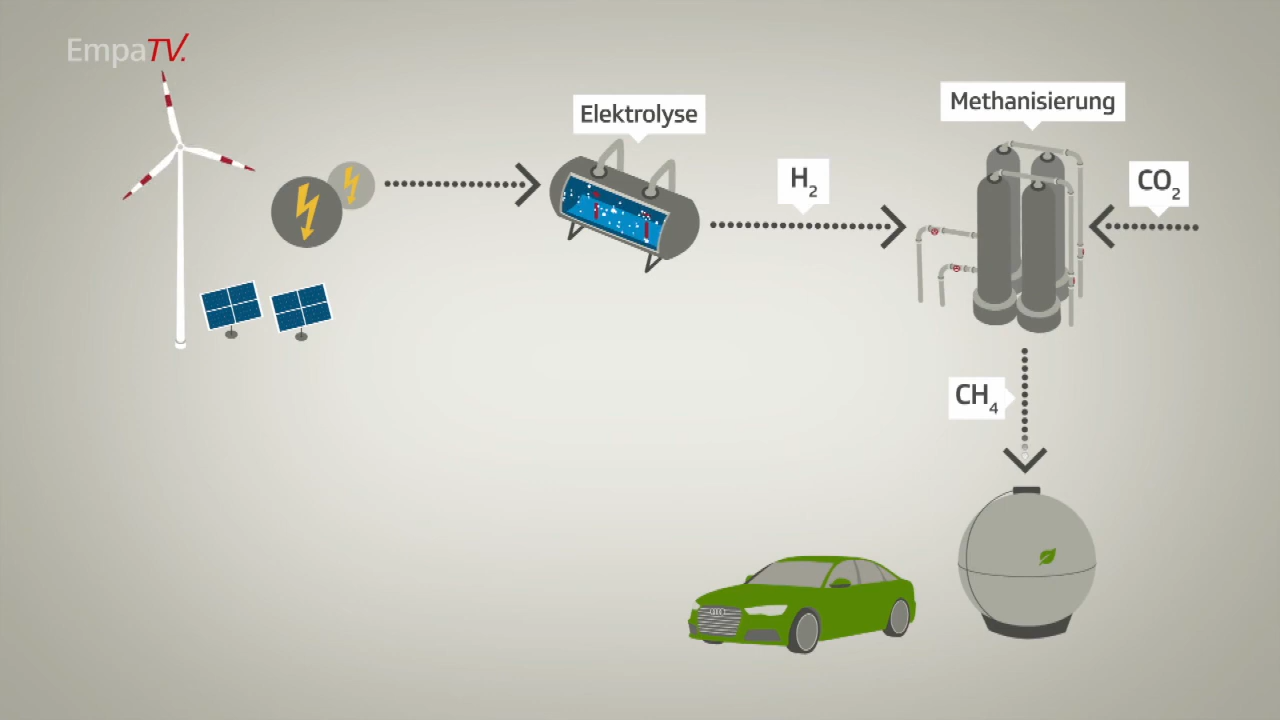 EmpaTV.
Elektrolyse
Methanisierung
H₂
CO₂
CH₄